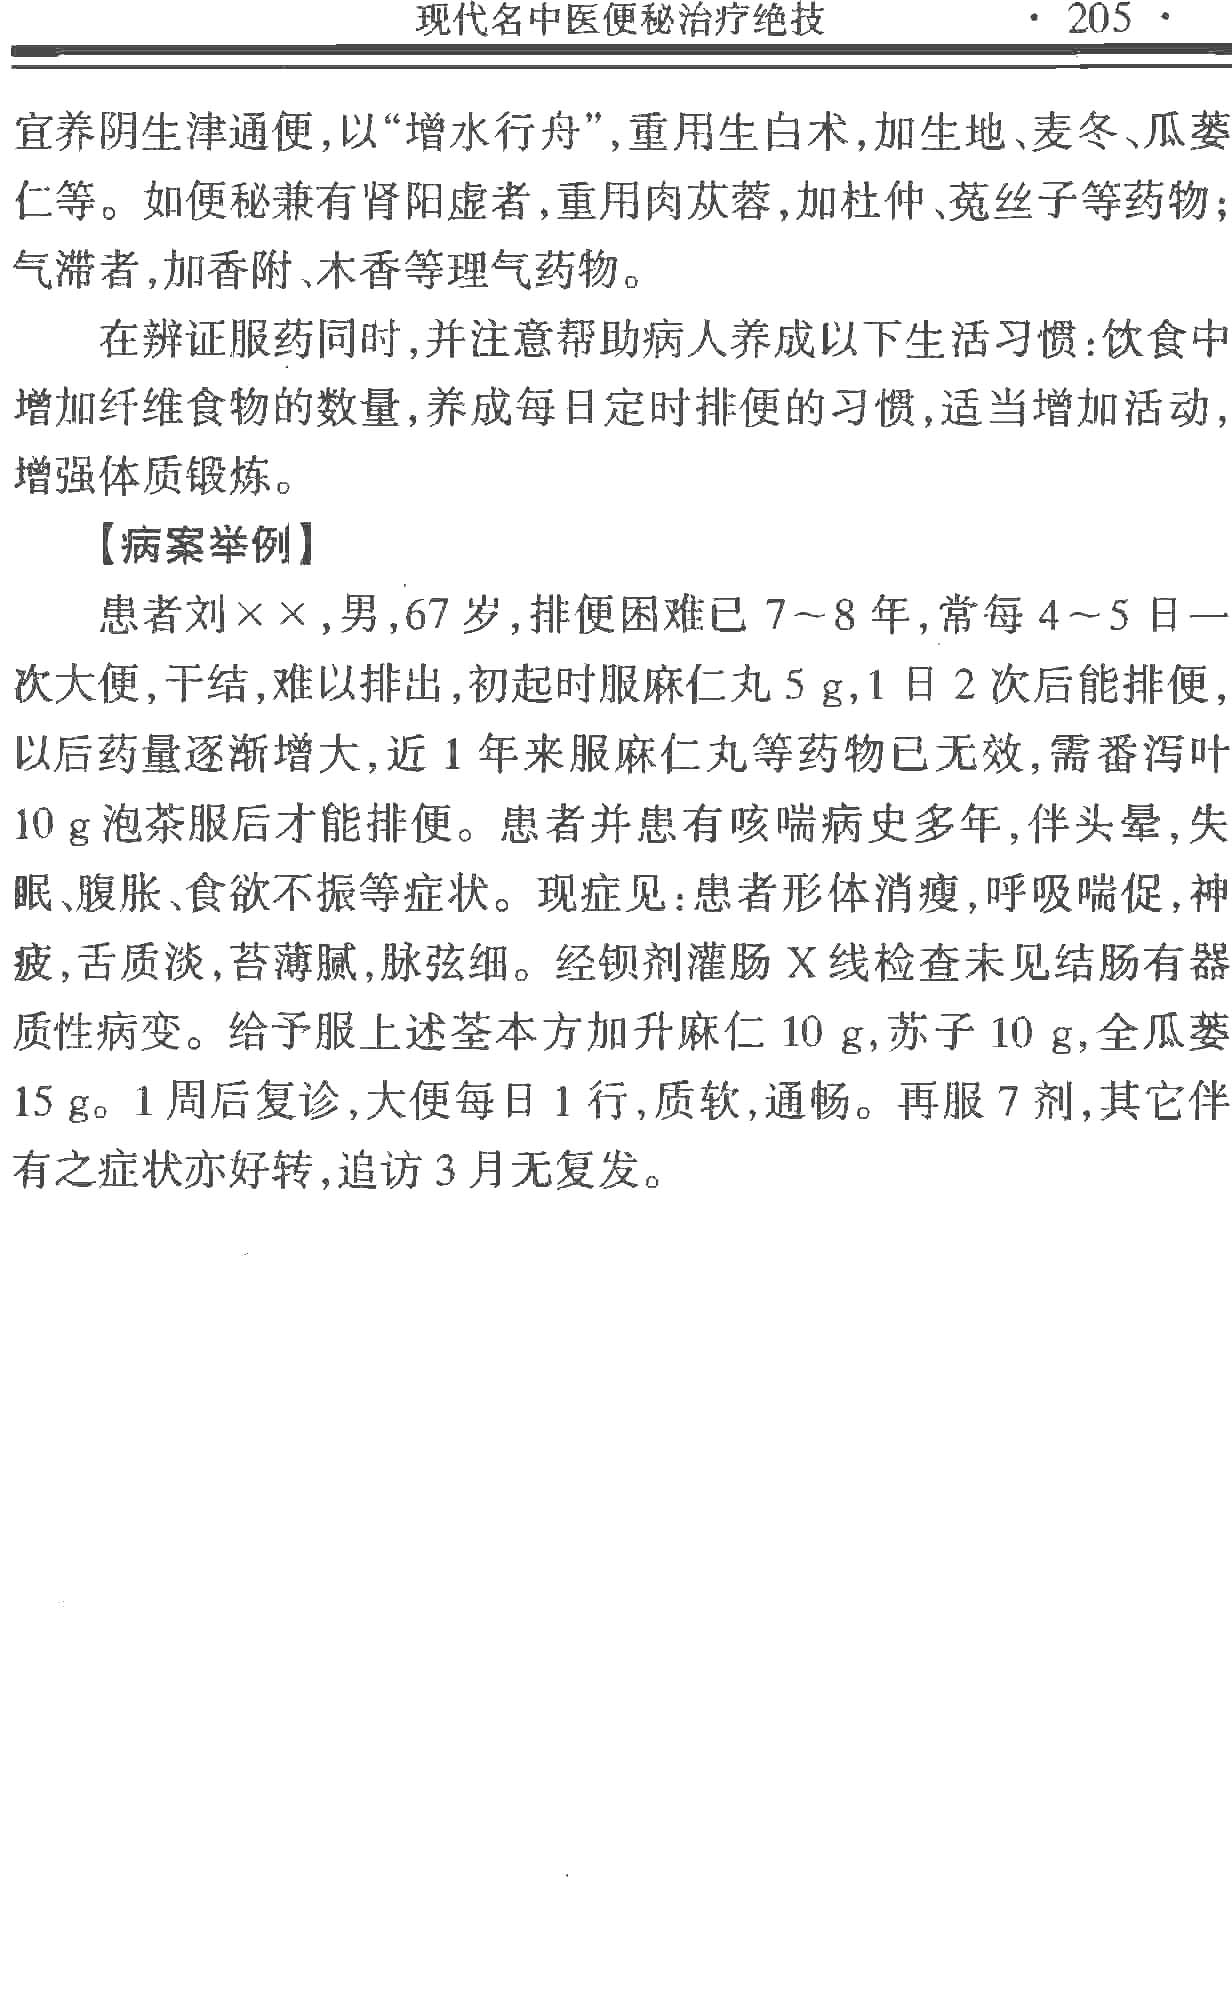 现代名中医便秘治疗绝技 · 205 ·
宜养阴生津通便,以“增水行舟”,重用生白术,加生地、麦冬、瓜蒌
仁等。如便秘兼有肾阳虚者,重用肉苁蓉,加杜仲、菟丝子等药物;
气滞者,加香附、木香等理气药物。
在辨证服药同时,并注意帮助病人养成以下生活习惯:饮食中
增加纤维食物的数量,养成每日定时排便的习惯,适当增加活动,
增强体质锻炼。
【病案举例】
患者刘××,男,67 岁,排便困难已 7～8 年,常每 4～5 日一
次大便,干结,难以排出,初起时服麻仁丸 5 g,1 日 2 次后能排便,
以后药量逐渐增大,近 1 年来服麻仁丸等药物已无效,需番泻叶
10 g 泡茶服后才能排便。患者并患有咳喘病史多年,伴头晕,失
眠、腹胀、食欲不振等症状。现症见:患者形体消瘦,呼吸喘促,神
疲,舌质淡,苔薄腻,脉弦细。经钡剂灌肠 X 线检查未见结肠有器
质性病变。给予服上述荃本方加升麻仁 10 g,苏子 10 g,全瓜蒌
15 g。1 周后复诊,大便每日 1 行,质软,通畅。再服 7 剂,其它伴
有之症状亦好转,追访 3 月无复发。